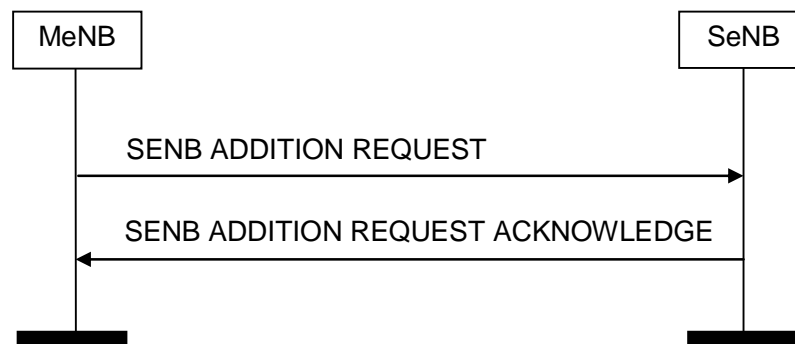 MeNB
SeNB
SENB ADDITION REQUEST
SENB ADDITION REQUEST ACKNOWLEDGE